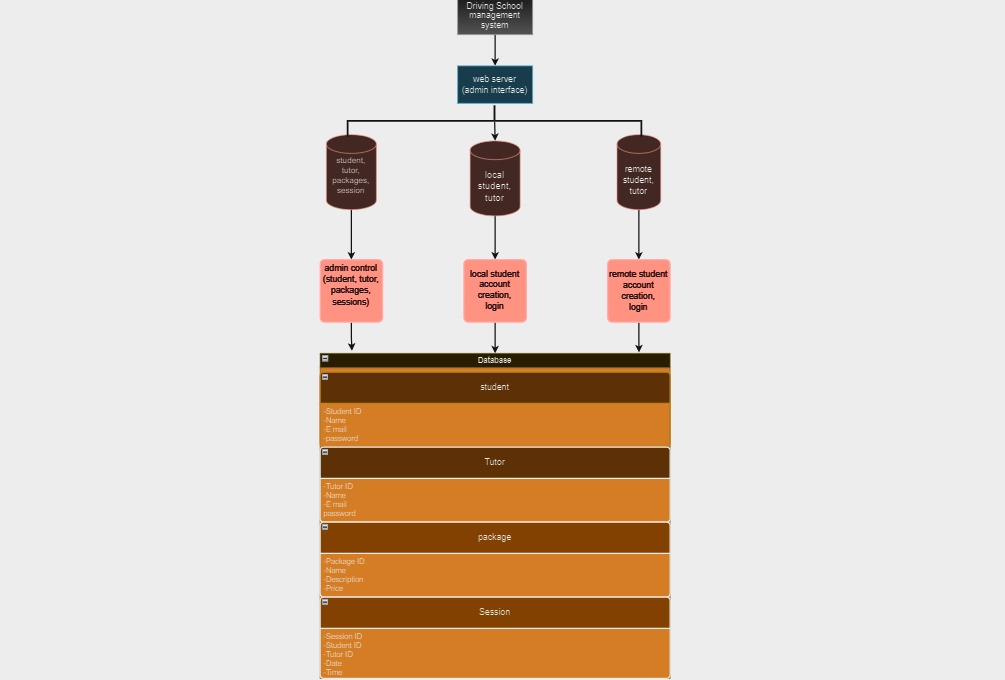 Driving School
management
system
web server
(admin interface)
student,
tutor,
packages,
session
local
student,
tutor
remote
student,
tutor
admin control
(student, tutor,
packages,
sessions)
local student
account
creation,
login
remote student
account
creation,
login
Database
student
-Student ID
-Name
-E mail
-password
Tutor
-Tutor ID
-Name
-E mail
password
package
-Package ID
-Name
-Description
-Price
Session
-Session ID
-Student ID
-Tutor ID
-Date
-Time